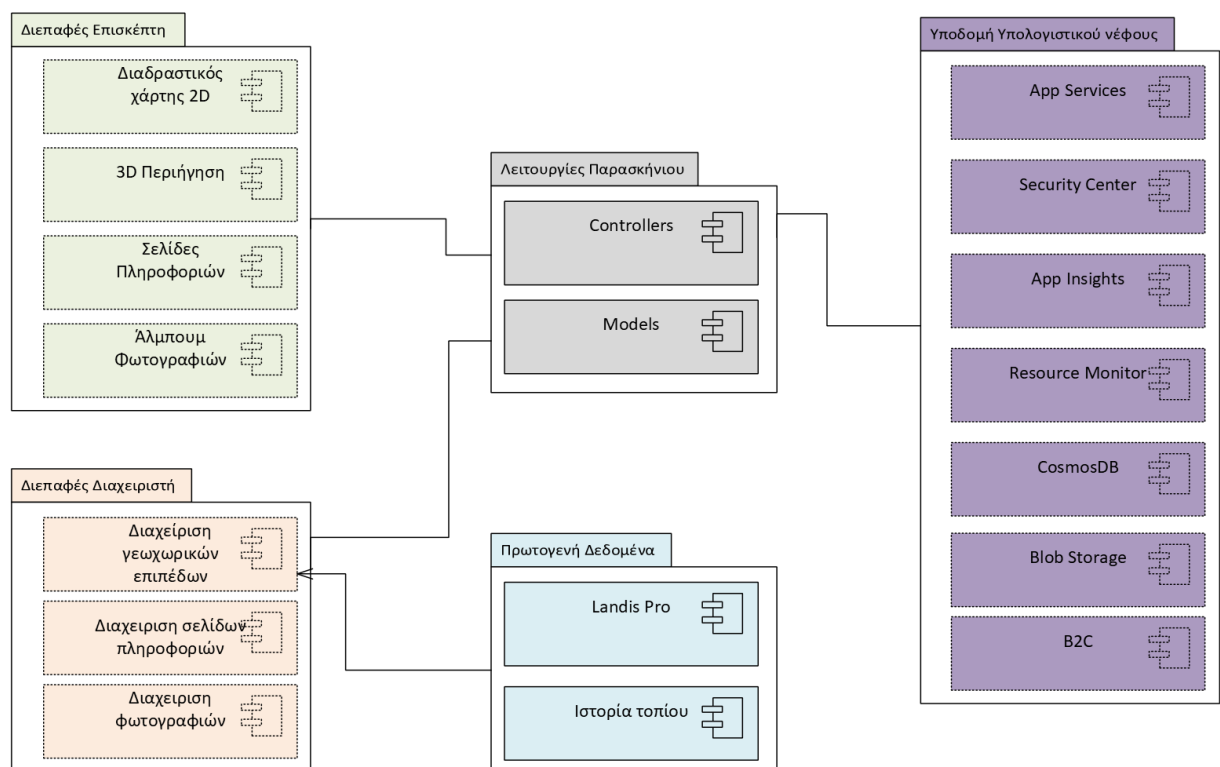 Διεπαφές Επισκέπτη
Διαδραστικός
χάρτης 2D
3D Περιήγηση
Σελίδες
Πληροφοριών
Άλμπουμ
Φωτογραφιών
Διεπαφές Διαχειριστή
Διαχείριση
γεωχωρικών
επιπέδων
Διαχειριση σελίδων
πληροφοριών
Διαχειριση
φωτογραφιών
Λειτουργίες Παρασκήνιου
Controllers
Models
Πρωτογενή Δεδομένα
Landis Pro
Ιστορία τοπίου
Υποδομή Υπολογιστικού νέφους
App Services
Security Center
App Insights
Resource Monitor
CosmosDB
Blob Storage
B2C